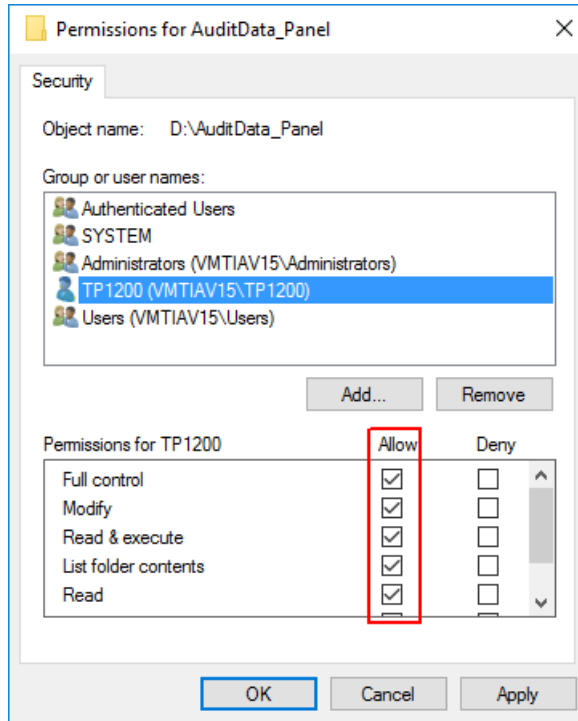 Permissions for AuditData_Panel
Security
Object name: D:\AuditData_Panel
Group or user names:
Authenticated Users
SYSTEM
Administrators (VMTIAV15\Administrators)
TP1200 (VMTIAV15\TP1200)
Users (VMTIAV15\Users)
Add... Remove
Permissions for TP1200 Allow Deny
Full control
Modify
Read & execute
List folder contents
Read
OK Cancel Apply